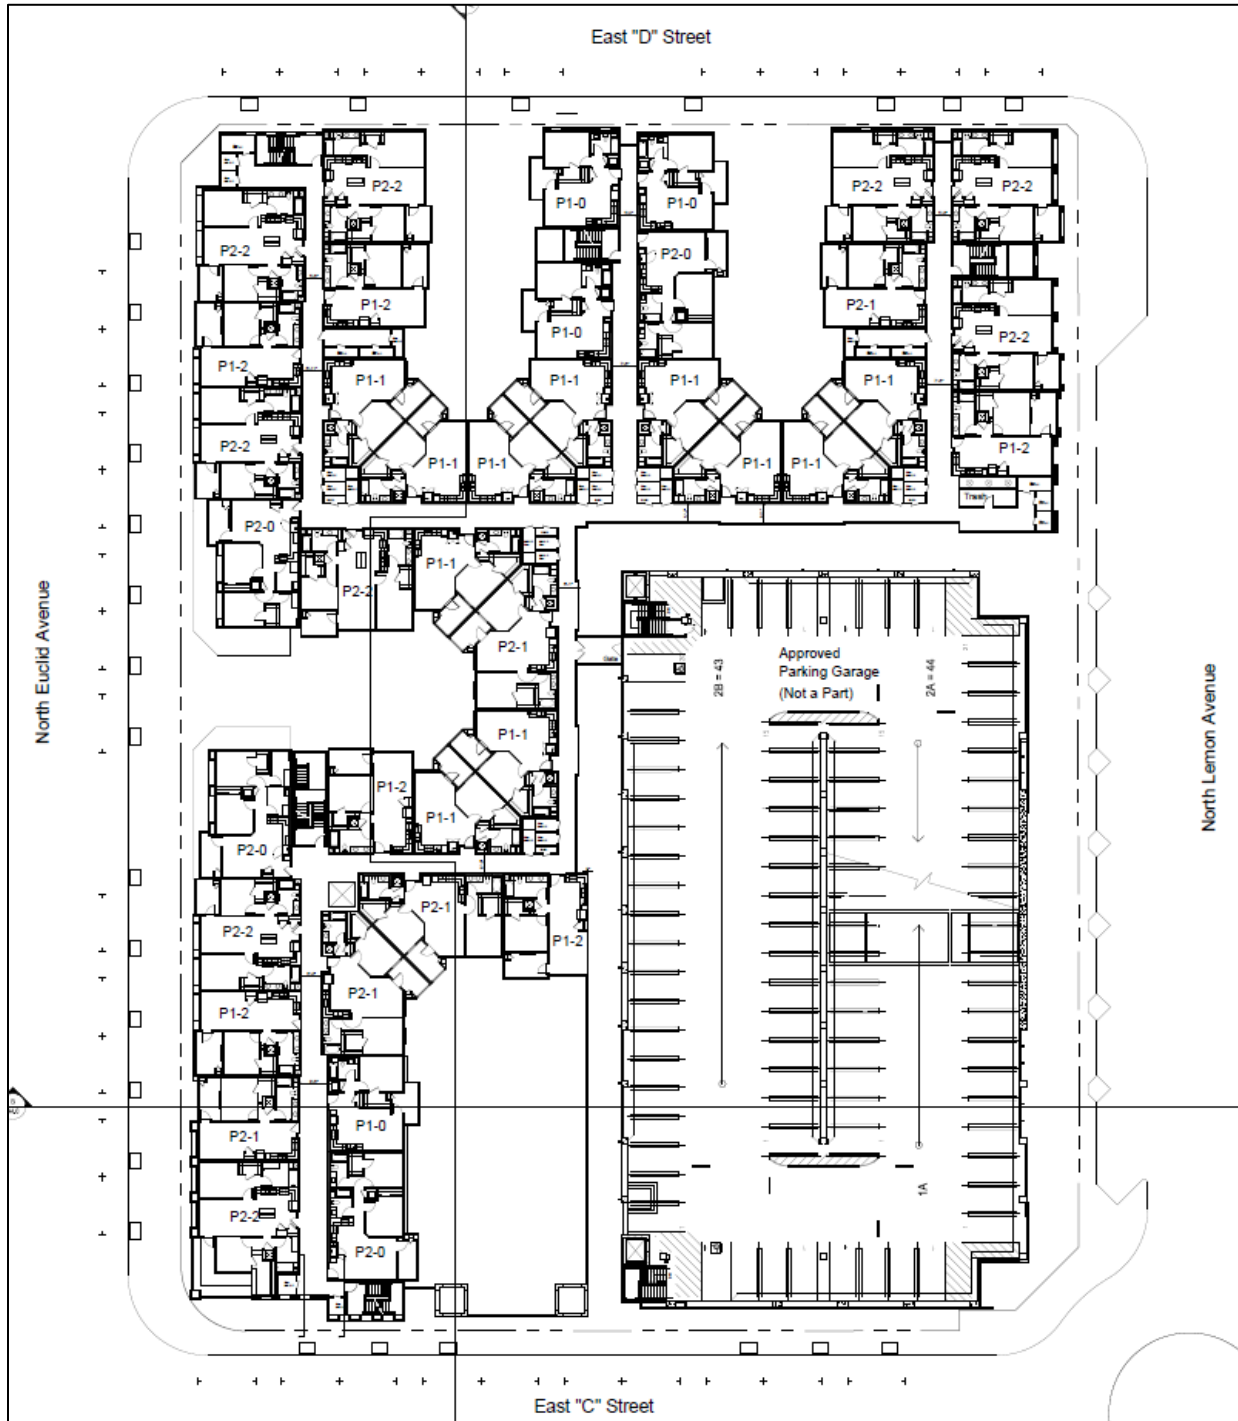 East "D" Street
P2-2
P1-0
P1-0
P2-2
P2-2
P2-2
P2-0
P1-2
P1-0
P2-1
P2-2
P1-2
P1-1
P1-1
P1-1
P1-1
P2-2
P1-1
P1-1
P1-1
P1-2
Trash
P2-0
P1-1
P2-2
P2-1
Gate
Approved
Parking Garage
(Not a Part)
2B = 43
2A = 44
North Euclid Avenue
North Lemon Avenue
P1-1
P1-2
P1-1
P2-0
P2-1
P2-2
P1-2
P2-1
P1-2
P1-0
P2-1
1A
P2-2
P2-0
East "C" Street